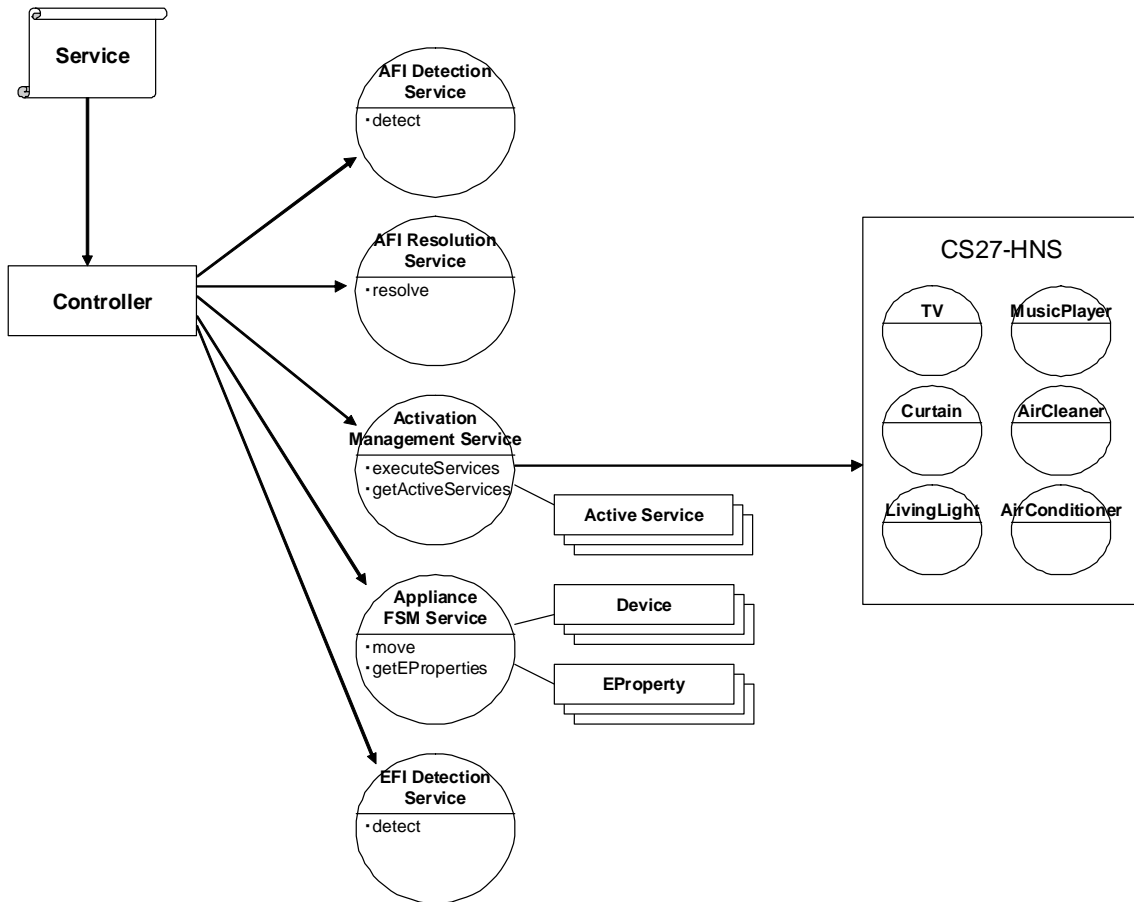 Service
Controller
AFI Detection
Service
・detect
AFI Resolution
Service
・resolve
Activation
Management Service
・executeServices
・getActiveServices
Active Service
Appliance
FSM Service
・move
・getEProperties
Device
EProperty
EFI Detection
Service
・detect
CS27-HNS
TV
MusicPlayer
Curtain
AirCleaner
LivingLight
AirConditioner